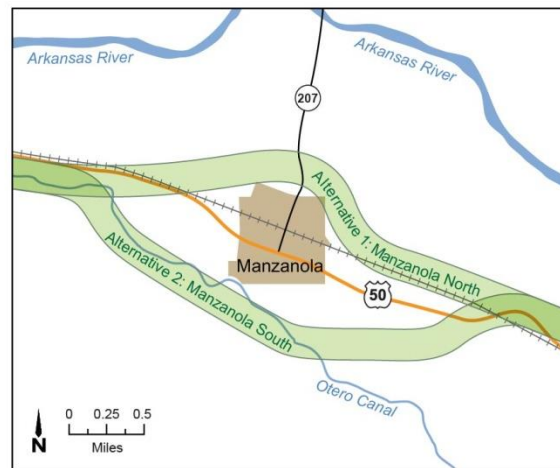 Arkansas River
Arkansas River
207
Alternative 1: Manzanola North
Manzanola
Alternative 2: Manzanola South
50
Otero Canal
N
0 0.25 0.5
Miles